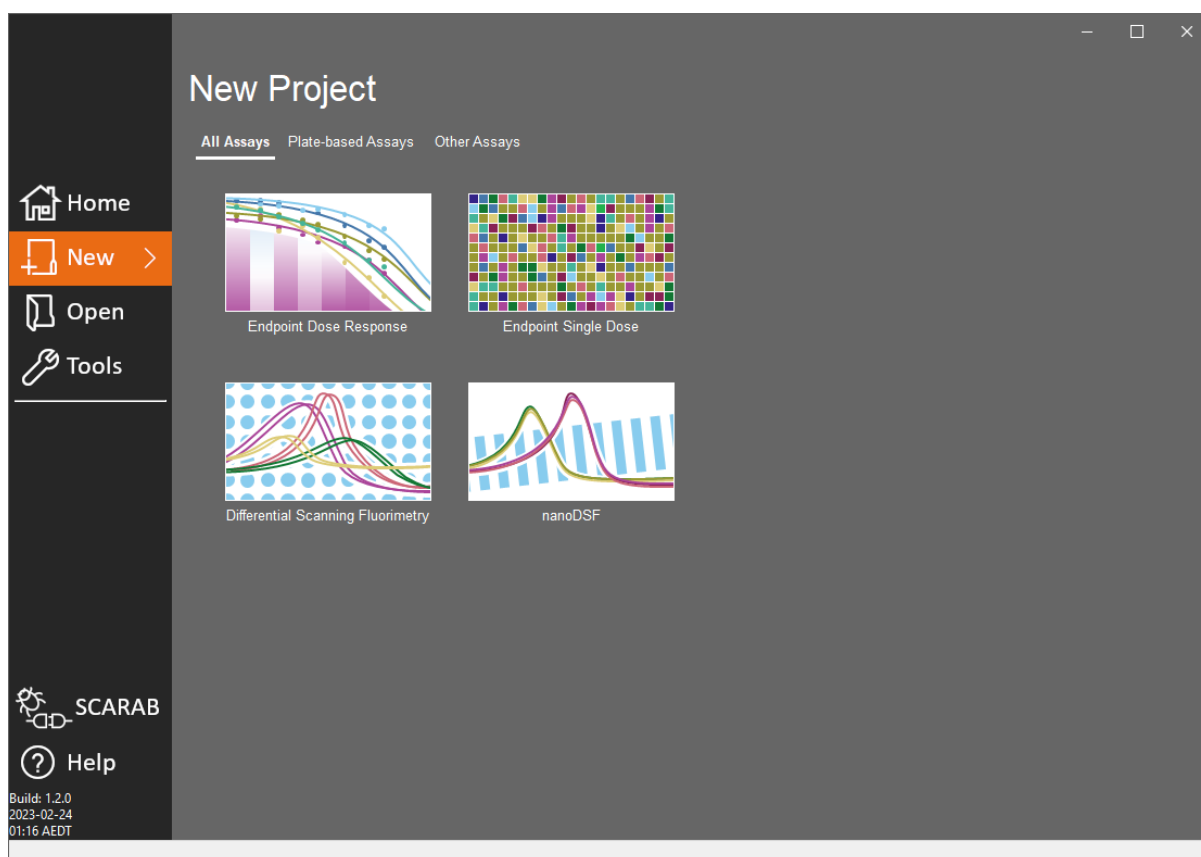 New Project
All Assays Plate-based Assays Other Assays
Home
New
Open
Tools
Endpoint Dose Response
Endpoint Single Dose
Differential Scanning Fluorimetry
nanoDSF
SCARAB
Help
Build: 1.2.0
2023-02-24
01:16 AEDT